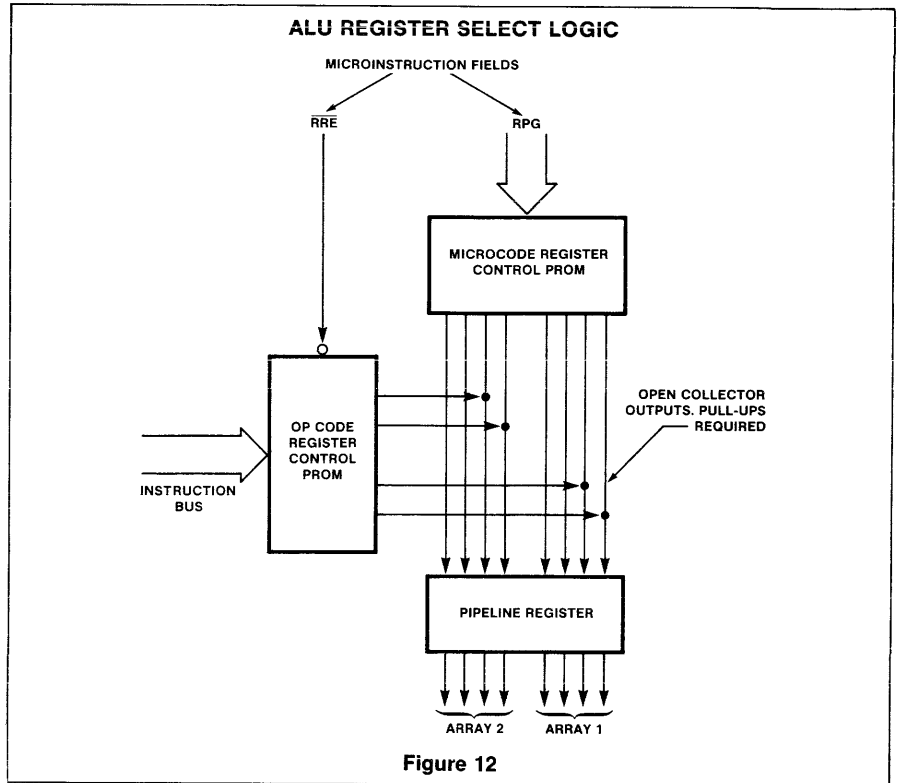 ALU REGISTER SELECT LOGIC
MICROINSTRUCTION FIELDS
RRE
RPG
MICROCODE REGISTER
CONTROL PROM
OP CODE
REGISTER
CONTROL
PROM
OPEN COLLECTOR
OUTPUTS. PULL-UPS
REQUIRED
INSTRUCTION
BUS
PIPELINE REGISTER
ARRAY 2
ARRAY 1
Figure 12